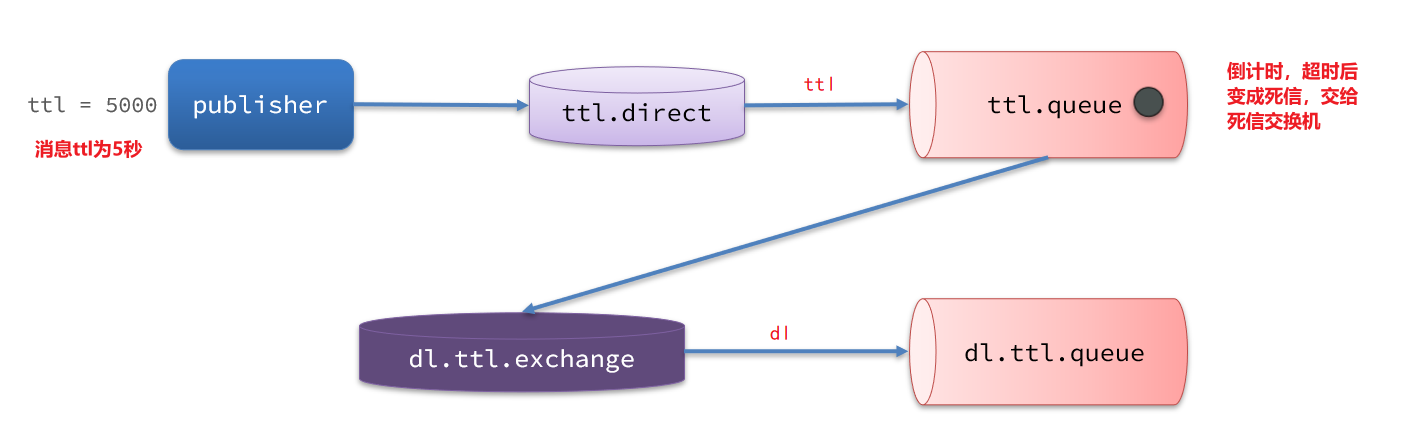 ttl = 5000
publisher
消息ttl为5秒
ttl.direct
ttl
ttl.queue
倒计时，超时后
变成死信，交给
死信交换机
dl.ttl.exchange
dl
dl.ttl.queue